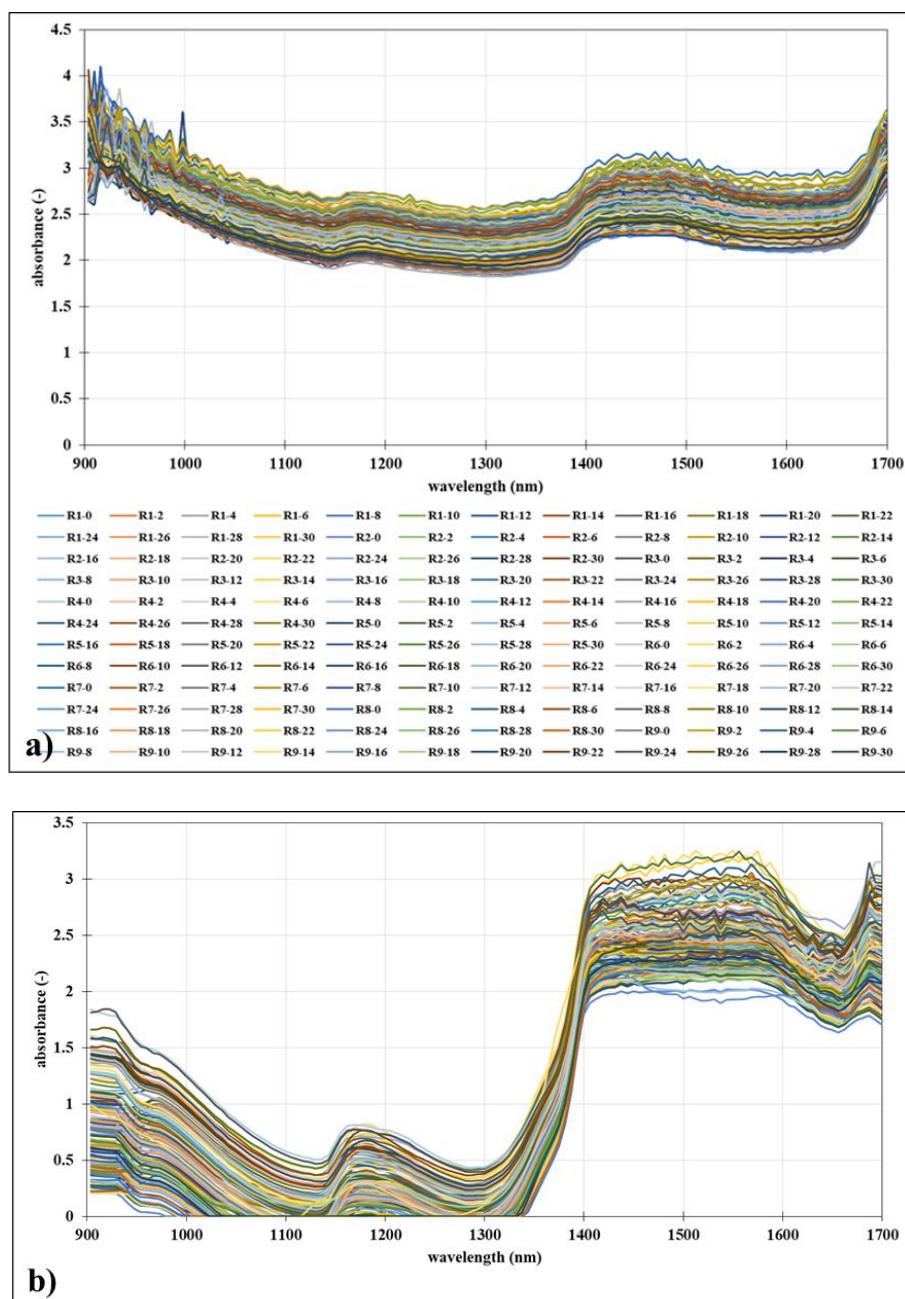 4.5
4
3.5
3
2.5
2
1.5
1
0.5
0
absorbance (-)
900 1000 1100 1200 1300 1400 1500 1600 1700
wavelength (nm)
R1-0 R1-2 R1-4 R1-6 R1-8 R1-10 R1-12 R1-14 R1-16 R1-18 R1-20 R1-22
R1-24 R1-26 R1-28 R1-30 R2-0 R2-2 R2-4 R2-6 R2-8 R2-10 R2-12 R2-14
R2-16 R2-18 R2-20 R2-22 R2-24 R2-26 R2-28 R2-30 R3-0 R3-2 R3-4 R3-6
R3-8 R3-10 R3-12 R3-14 R3-16 R3-18 R3-20 R3-22 R3-24 R3-26 R3-28 R3-30
R4-0 R4-2 R4-4 R4-6 R4-8 R4-10 R4-12 R4-14 R4-16 R4-18 R4-20 R4-22
R4-24 R4-26 R4-28 R4-30 R5-0 R5-2 R5-4 R5-6 R5-8 R5-10 R5-12 R5-14
R5-16 R5-18 R5-20 R5-22 R5-24 R5-26 R5-28 R5-30 R6-0 R6-2 R6-4 R6-6
R6-8 R6-10 R6-12 R6-14 R6-16 R6-18 R6-20 R6-22 R6-24 R6-26 R6-28 R6-30
R7-0 R7-2 R7-4 R7-6 R7-8 R7-10 R7-12 R7-14 R7-16 R7-18 R7-20 R7-22
R7-24 R7-26 R7-28 R7-30 R8-0 R8-2 R8-4 R8-6 R8-8 R8-10 R8-12 R8-14
R8-16 R8-18 R8-20 R8-22 R8-24 R8-26 R8-28 R8-30 R9-0 R9-2 R9-4 R9-6
R9-8 R9-10 R9-12 R9-14 R9-16 R9-18 R9-20 R9-22 R9-24 R9-26 R9-28 R9-30
a)
3.5
3
2.5
2
1.5
1
0.5
0
absorbance (-)
900 1000 1100 1200 1300 1400 1500 1600 1700
wavelength (nm)
b)